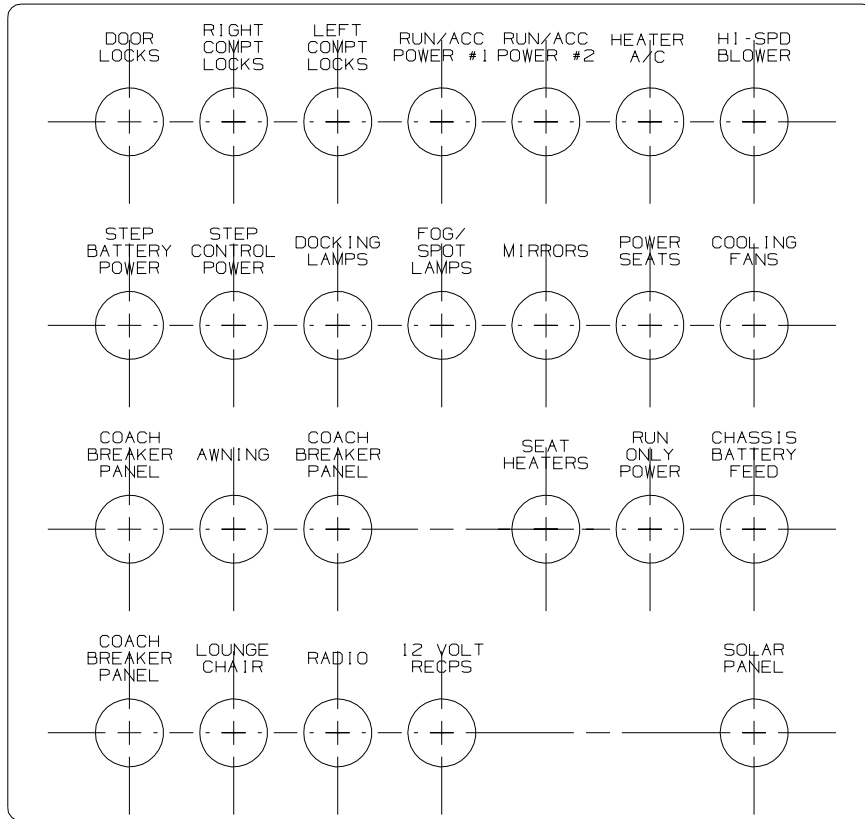 DOOR
LOCKS
RIGHT
COMPT
LOCKS
LEFT
COMPT
LOCKS
RUN/ACC
POWER #1
RUN/ACC
POWER #2
HEATER
A/C
HI-SPD
BLOWER
STEP
BATTERY
POWER
STEP
CONTROL
POWER
DOCKING
LAMPS
FOG/
SPOT
LAMPS
MIRRORS
POWER
SEATS
COOLING
FANS
COACH
BREAKER
PANEL
AWNING
COACH
BREAKER
PANEL
SEAT
HEATERS
RUN
ONLY
POWER
CHASSIS
BATTERY
FEED
COACH
BREAKER
PANEL
LOUNGE
CHAIR
RADIO
12 VOLT
RECPS
SOLAR
PANEL